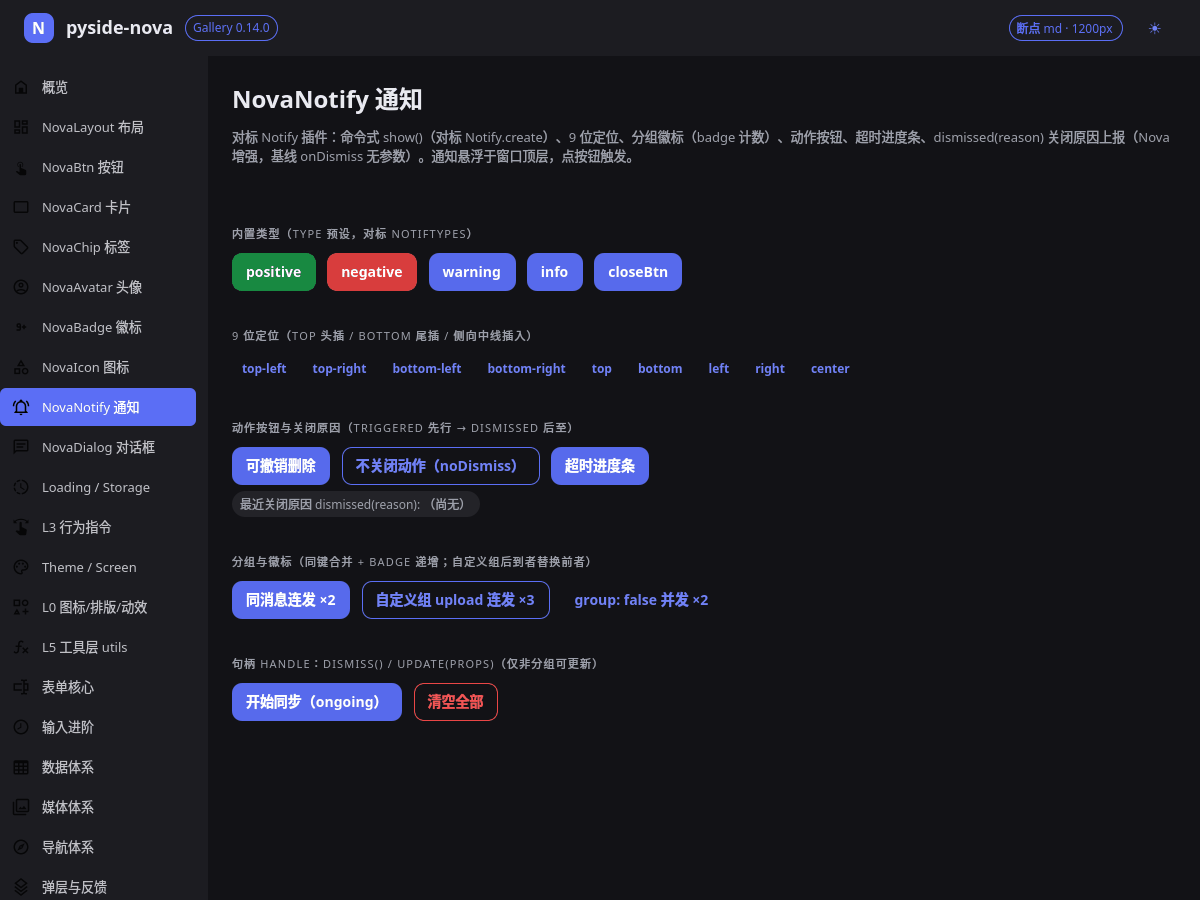 N pyside-nova Gallery 0.14.0 断点 md · 1200px
概览
NovaLayout 布局
NovaBtn 按钮
NovaCard 卡片
NovaChip 标签
NovaAvatar 头像
9+ NovaBadge 徽标
NovaIcon 图标
NovaNotify 通知
NovaDialog 对话框
Loading / Storage
L3 行为指令
Theme / Screen
L0 图标/排版/动效
L5 工具层 utils
表单核心
输入进阶
数据体系
媒体体系
导航体系
弹层与反馈
NovaNotify 通知
对标 Notify 插件：命令式 show()（对标 Notify.create）、9 位定位、分组徽标（badge 计数）、动作按钮、超时进度条、dismissed(reason) 关闭原因上报（Nova
增强，基线 onDismiss 无参数）。通知悬浮于窗口顶层，点按钮触发。
内置类型（TYPE 预设，对标 NOTIFTYPES）
positive negative warning info closeBtn
9 位定位（TOP 头插 / BOTTOM 尾插 / 侧向中线插入）
top-left top-right bottom-left bottom-right top bottom left right center
动作按钮与关闭原因（TRIGGERED 先行 → DISMISSED 后至）
可撤销删除 不关闭动作（noDismiss） 超时进度条
最近关闭原因 dismissed(reason): （尚无）
分组与徽标（同键合并 + BADGE 递增；自定义组后到者替换前者）
同消息连发 ×2 自定义组 upload 连发 ×3 group: false 并发 ×2
句柄 HANDLE：DISMISS() / UPDATE(PROPS)（仅非分组可更新）
开始同步（ongoing） 清空全部